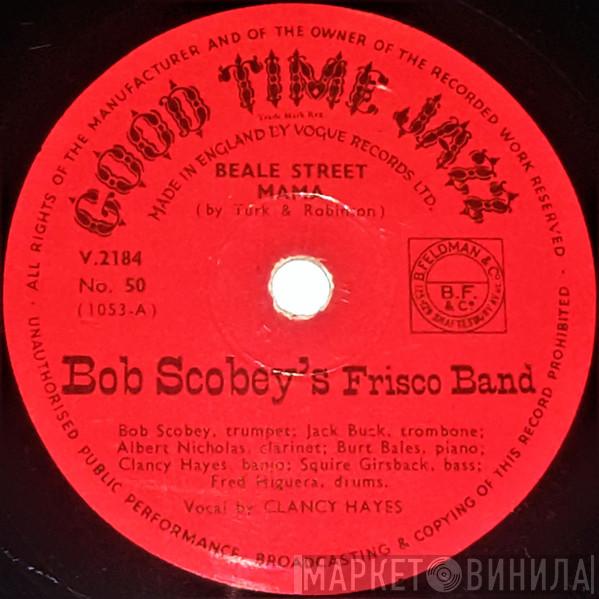 ALL RIGHTS OF THE MANUFACTURER AND OF THE OWNER OF THE RECORDED WORK RESERVED
GOOD TIME JAZZ
Trade Mark Reg.
MADE IN ENGLAND BY VOGUE RECORDS LTD.
BEALE STREET
MAMA
(by Turk & Robinson)
V.2184
No. 50
(1053-A)
B. FELDMAN & Co
B.F.
& Co.
Bob Scobey's Frisco Band
Bob Scobey, trumpet; Jack Buck, trombone;
Albert Nicholas, clarinet; Burt Bales, piano;
Clancy Hayes, banjo; Squire Girsback, bass;
Fred Higuera, drums.
Vocal by CLANCY HAYES
UNAUTHORISED PUBLIC PERFORMANCE, BROADCASTING & COPYING OF THIS RECORD PROHIBITED
МАРКЕТ ВИНИЛА